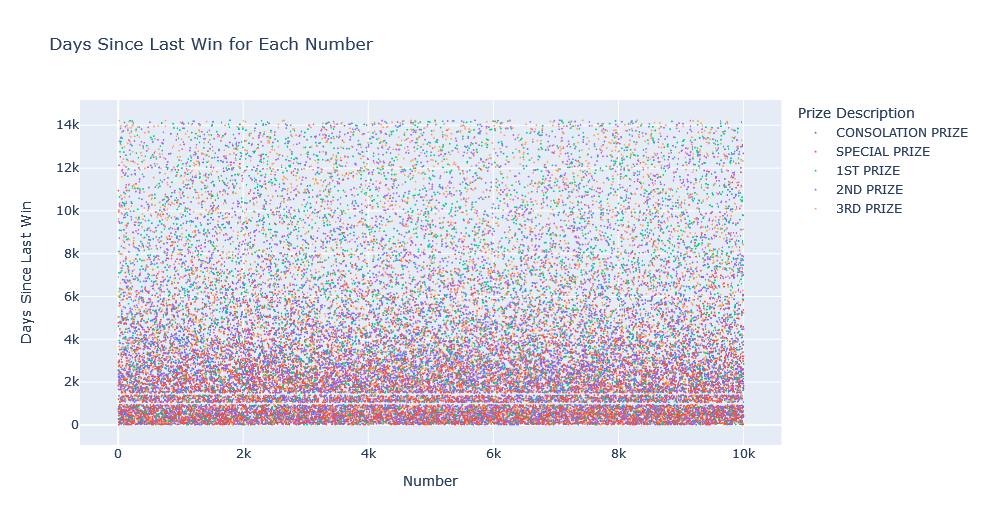 Days Since Last Win for Each Number
Prize Description
CONSOLATION PRIZE
SPECIAL PRIZE
1ST PRIZE
2ND PRIZE
3RD PRIZE
Days Since Last Win
14k
12k
10k
8k
6k
4k
2k
0
0
2k
4k
6k
8k
10k
Number